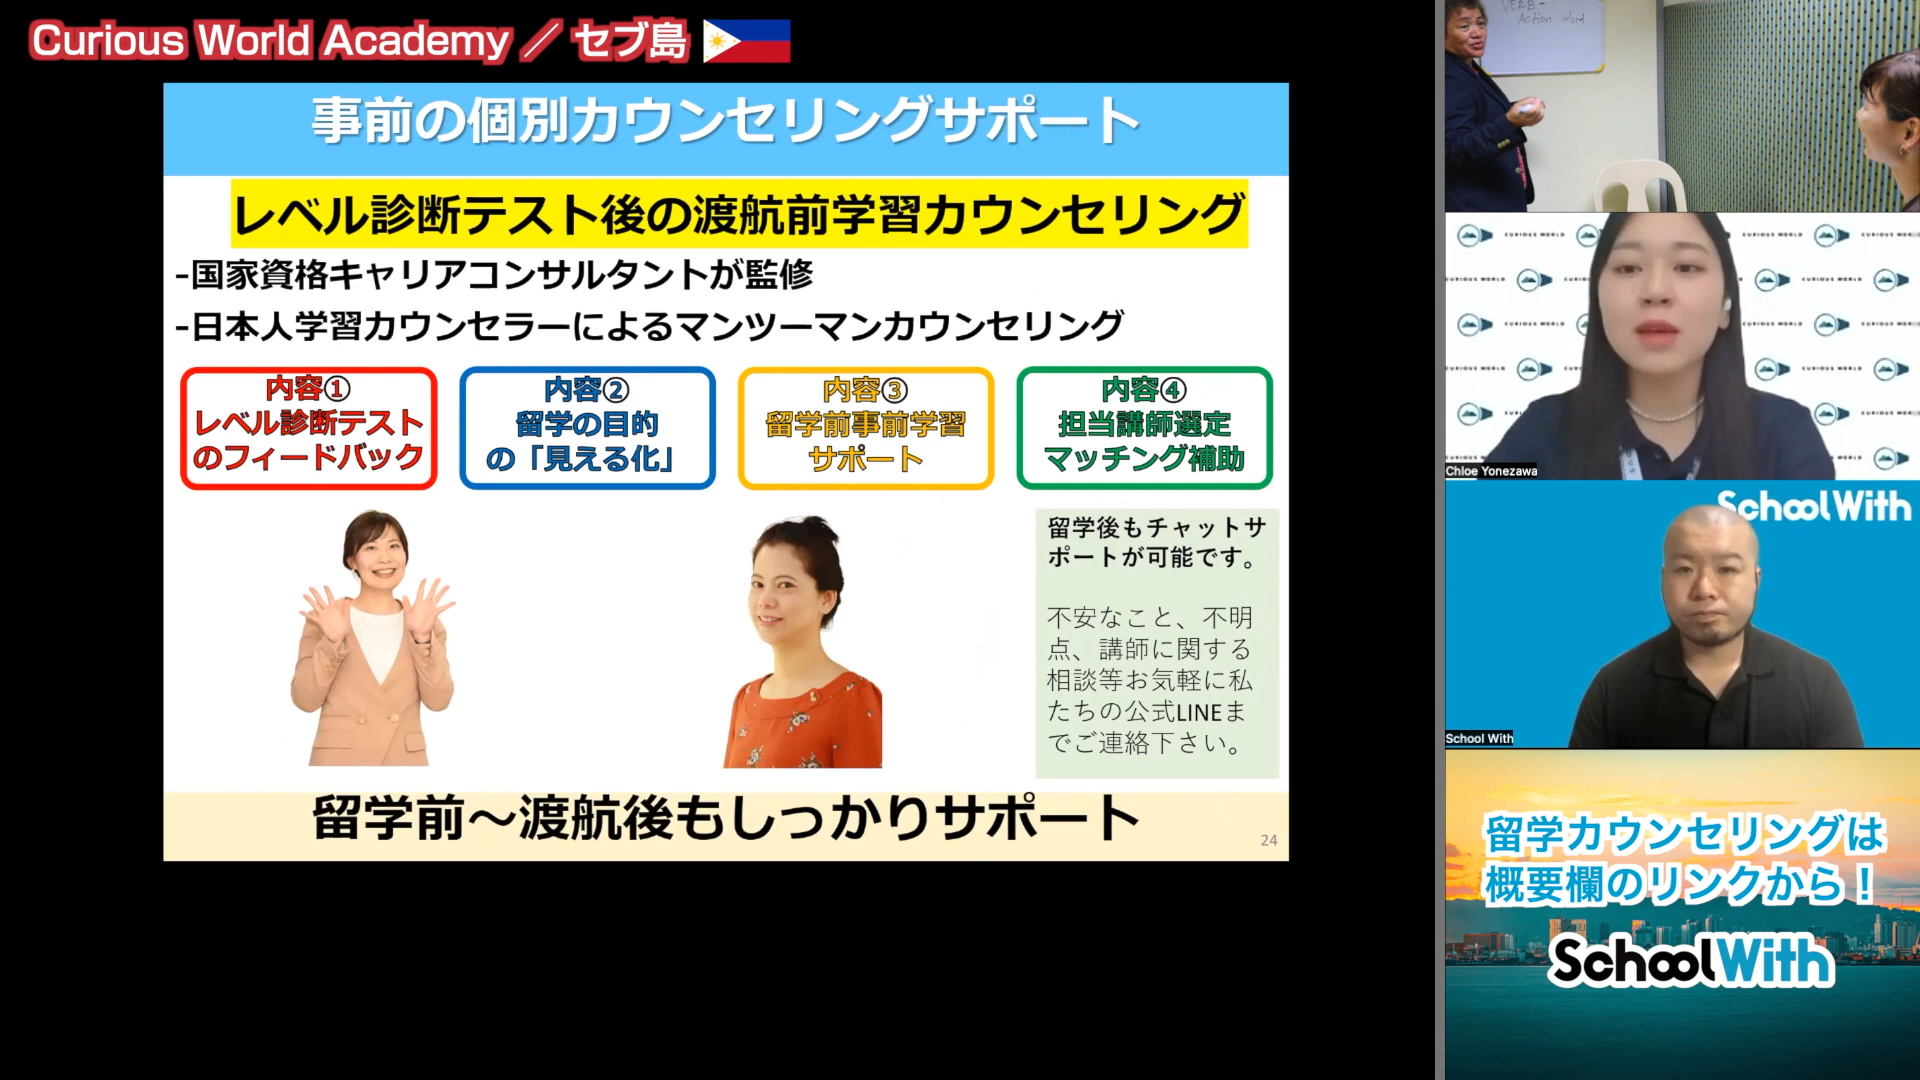 Curious World Academy ／ セブ島
事前の個別カウンセリングサポート
レベル診断テスト後の渡航前学習カウンセリング
-国家資格キャリアコンサルタントが監修
-日本人学習カウンセラーによるマンツーマンカウンセリング
内容①
レベル診断テスト
のフィードバック
内容②
留学の目的
の「見える化」
内容③
留学前事前学習
サポート
内容④
担当講師選定
マッチング補助
留学後もチャットサ
ポートが可能です。
不安なこと、不明
点、講師に関する
相談等お気軽に私
たちの公式LINEま
でご連絡下さい。
留学前～渡航後もしっかりサポート
24
VERB-
Action Word
CURIOUS WORLD
Chloe Yonezawa
School With
School With
留学カウンセリングは
概要欄のリンクから！
School With